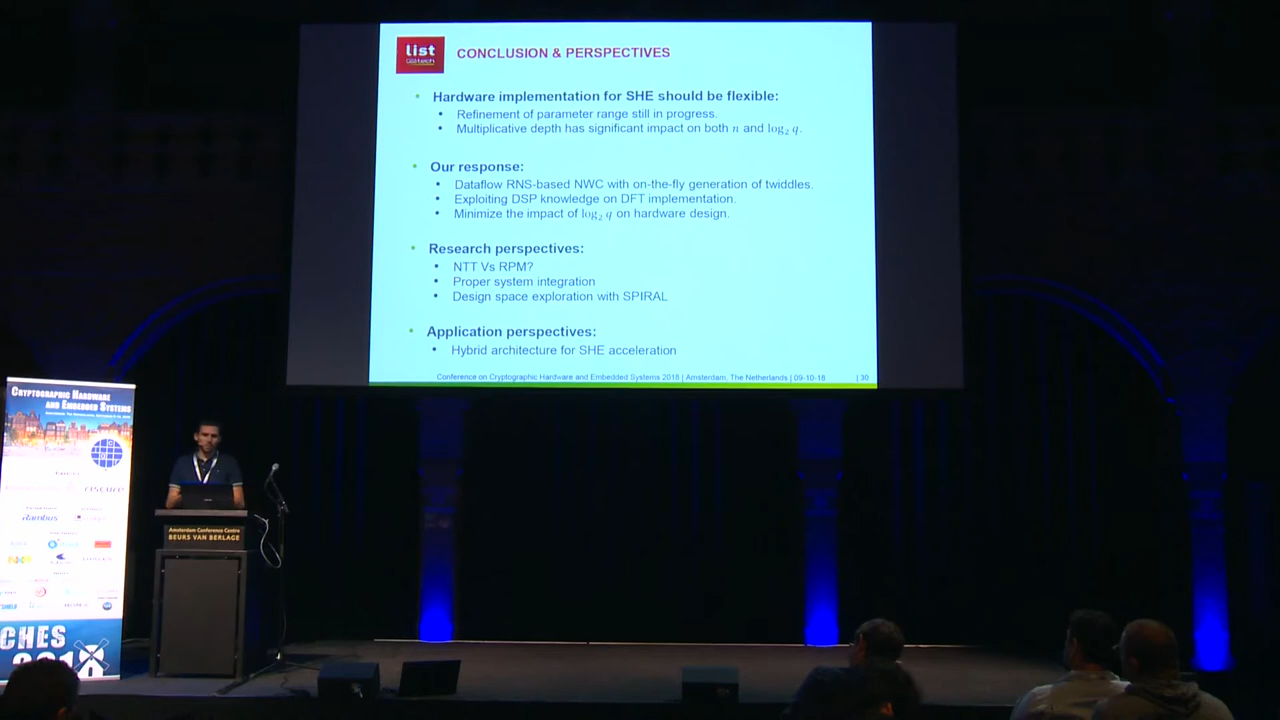 list
tech
CONCLUSION & PERSPECTIVES
• Hardware implementation for SHE should be flexible:
• Refinement of parameter range still in progress.
• Multiplicative depth has significant impact on both n and log₂ q.
• Our response:
• Dataflow RNS-based NWC with on-the-fly generation of twiddles.
• Exploiting DSP knowledge on DFT implementation.
• Minimize the impact of log₂ q on hardware design.
• Research perspectives:
• NTT Vs RPM?
• Proper system integration
• Design space exploration with SPIRAL
• Application perspectives:
• Hybrid architecture for SHE acceleration
Conference on Cryptographic Hardware and Embedded Systems 2018 | Amsterdam, The Netherlands | 09-10-18 | 30
CRYPTOGRAPHIC HARDWARE
AND EMBEDDED SYSTEMS
riscure
Rambus
NXP
CHES
2018
Amsterdam Conference Centre
BEURS VAN BERLAGE